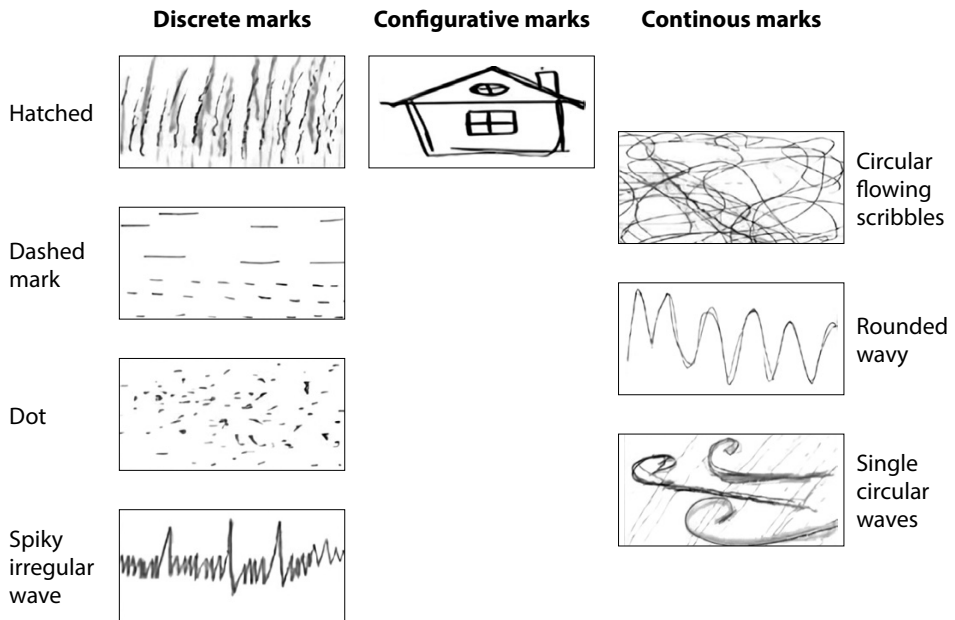 Discrete marks
Configurative marks
Continous marks
Hatched
Circular
flowing
scribbles
Dashed
mark
Rounded
wavy
Dot
Single
circular
waves
Spiky
irregular
wave